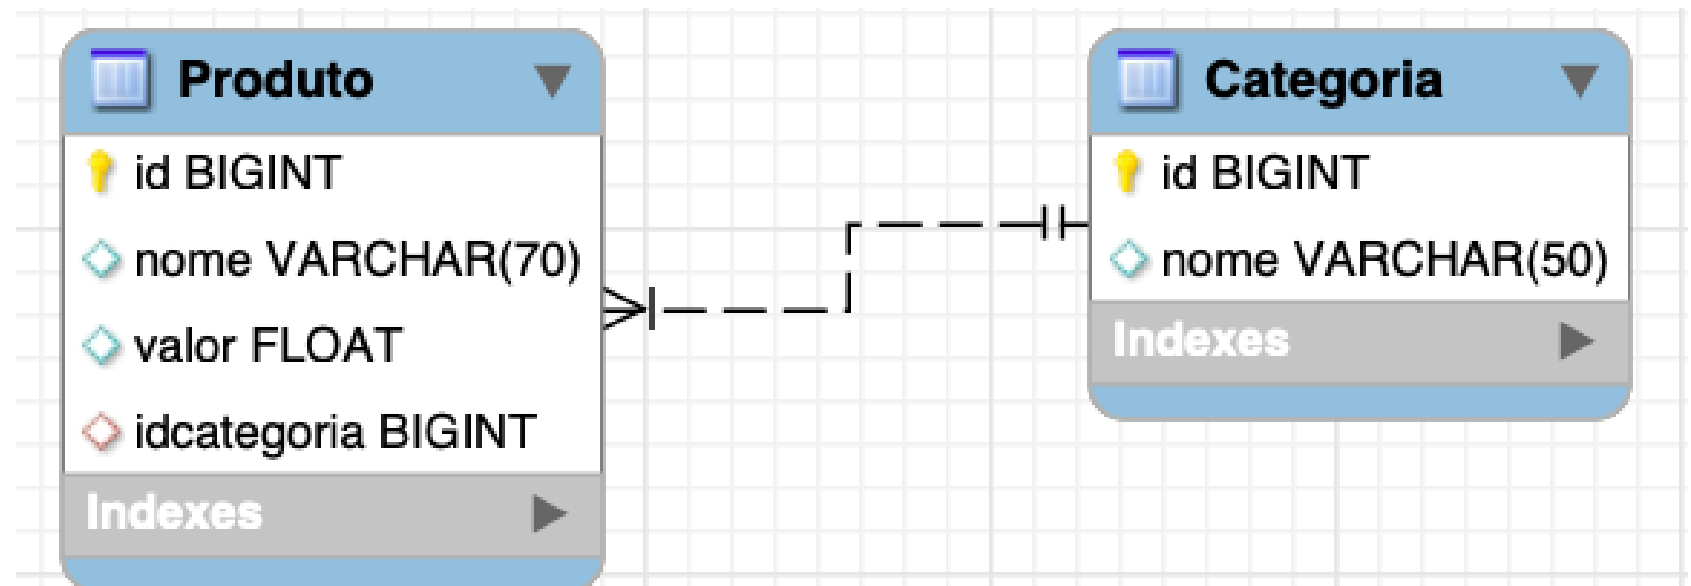 Produto
id BIGINT
nome VARCHAR(70)
valor FLOAT
idcategoria BIGINT
Indexes
Categoria
id BIGINT
nome VARCHAR(50)
Indexes